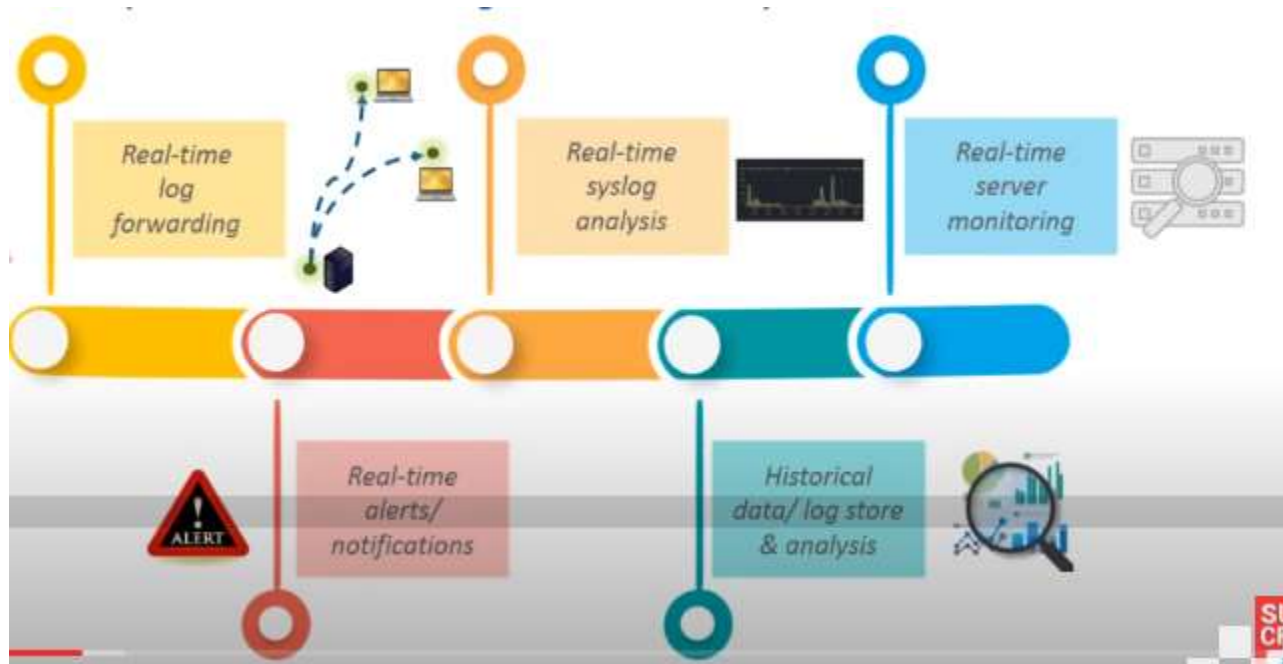 Real-time
log
forwarding
Real-time
syslog
analysis
Real-time
server
monitoring
ALERT
Real-time
alerts/
notifications
Historical
data/ log store
& analysis